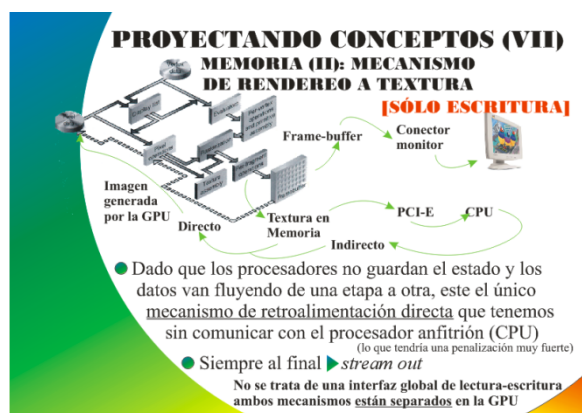 PROYECTANDO CONCEPTOS (VII)
MEMORIA (II): MECANISMO
DE RENDEREO A TEXTURA
[SÓLO ESCRITURA]
Frame-buffer
Conector
monitor
Imagen
generada
por la GPU
Directo
Textura en
Memoria
PCI-E
CPU
Indirecto
Dado que los procesadores no guardan el estado y los
datos van fluyendo de una etapa a otra, este el único
mecanismo de retroalimentación directa que tenemos
sin comunicar con el procesador anfitrión (CPU)
(lo que tendría una penalización muy fuerte)
Siempre al final stream out
No se trata de una interfaz global de lectura-escritura
ambos mecanismos están separados en la GPU